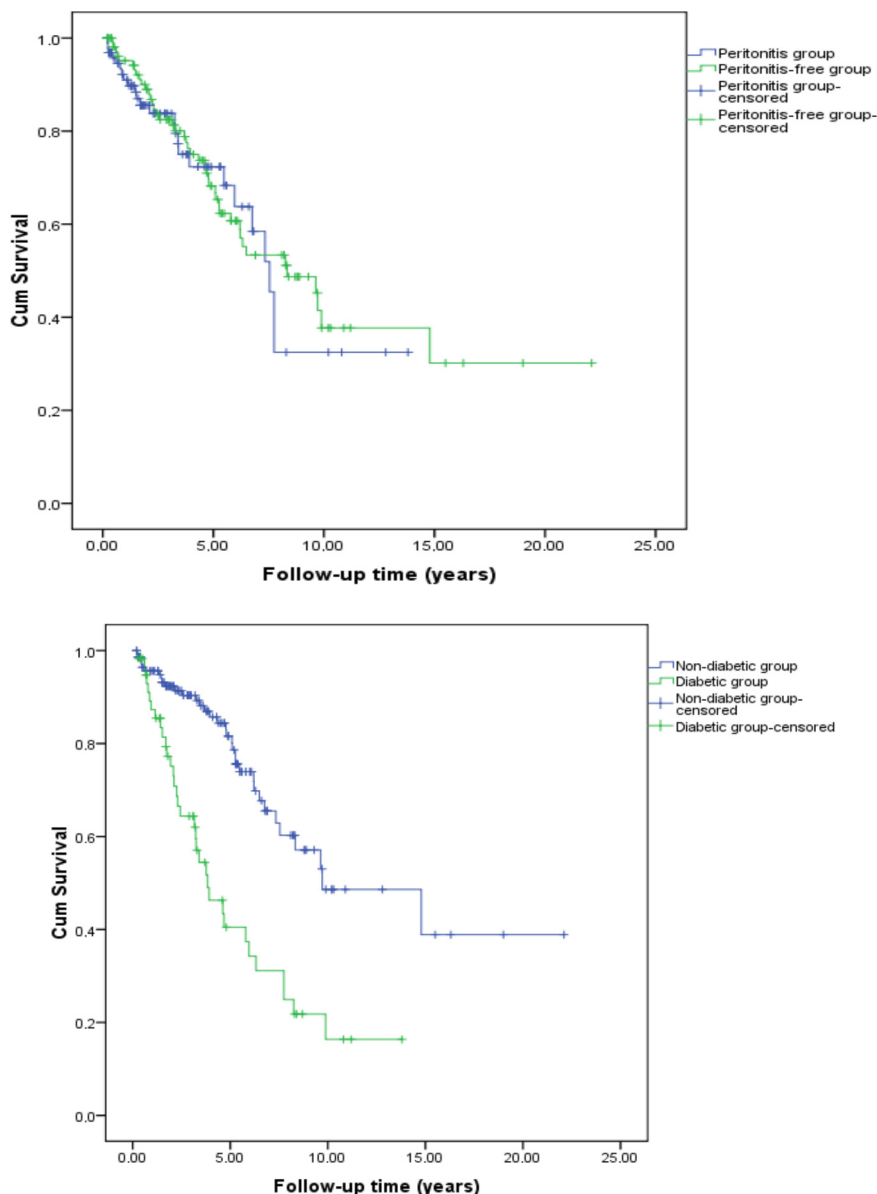 1.0
0.8
0.6
0.4
0.2
0.0
Cum Survival
0.00 5.00 10.00 15.00 20.00 25.00
Follow-up time (years)
Peritonitis group
Peritonitis-free group
Peritonitis group-
censored
Peritonitis-free group-
censored
1.0
0.8
0.6
0.4
0.2
0.0
Cum Survival
0.00 5.00 10.00 15.00 20.00 25.00
Follow-up time (years)
Non-diabetic group
Diabetic group
Non-diabetic group-
censored
Diabetic group-censored